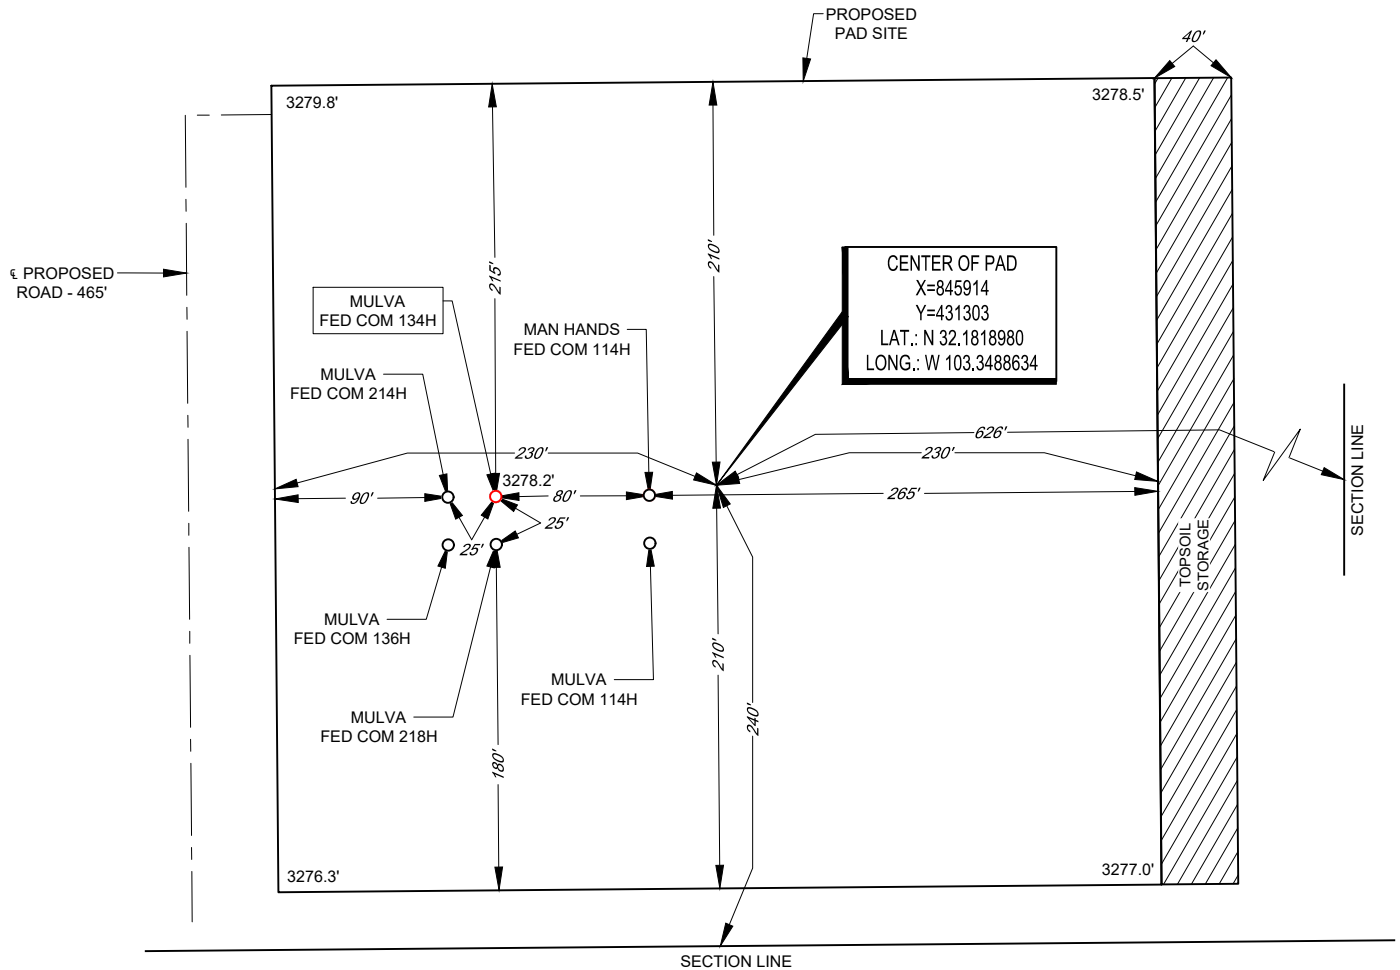 PROPOSED
PAD SITE
40'
3279.8'
3278.5'
℄ PROPOSED
ROAD - 465'
215'
210'
CENTER OF PAD
X=845914
Y=431303
LAT.: N 32.1818980
LONG.: W 103.3488634
MULVA
FED COM 134H
MAN HANDS
FED COM 114H
MULVA
FED COM 214H
626'
230'
230'
3278.2'
90'
80'
265'
25'
25'
SECTION LINE
TOPSOIL
STORAGE
MULVA
FED COM 136H
MULVA
FED COM 114H
MULVA
FED COM 218H
210'
240'
180'
3276.3'
3277.0'
SECTION LINE